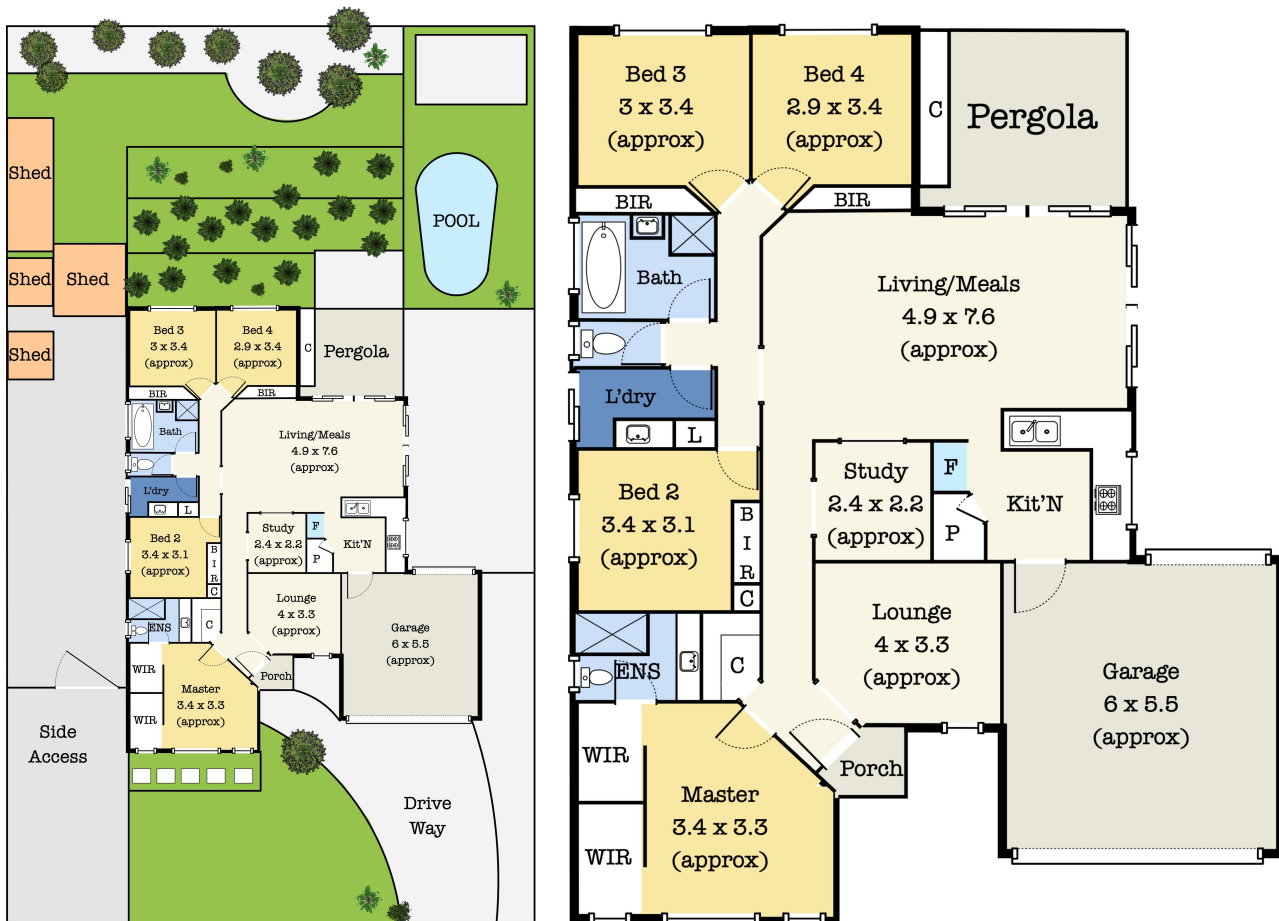 Shed
POOL
Shed
Shed
Shed
Bed 3
3 x 3.4
(approx)
Bed 4
2.9 x 3.4
(approx)
C
Pergola
BIR
BIR
Bath
Living/Meals
4.9 x 7.6
(approx)
L'dry
L
Bed 2
3.4 x 3.1
(approx)
B
I
R
C
Study
2.4 x 2.2
(approx)
F
P
Kit'N
Lounge
4 x 3.3
(approx)
Garage
6 x 5.5
(approx)
ENS
C
WIR
Porch
Master
3.4 x 3.3
(approx)
WIR
Side
Access
Drive
Way
Bed 3
3 x 3.4
(approx)
Bed 4
2.9 x 3.4
(approx)
C
Pergola
BIR
BIR
Bath
Living/Meals
4.9 x 7.6
(approx)
L'dry
L
Bed 2
3.4 x 3.1
(approx)
B
I
R
C
Study
2.4 x 2.2
(approx)
F
P
Kit'N
Lounge
4 x 3.3
(approx)
Garage
6 x 5.5
(approx)
ENS
C
WIR
Porch
Master
3.4 x 3.3
(approx)
WIR